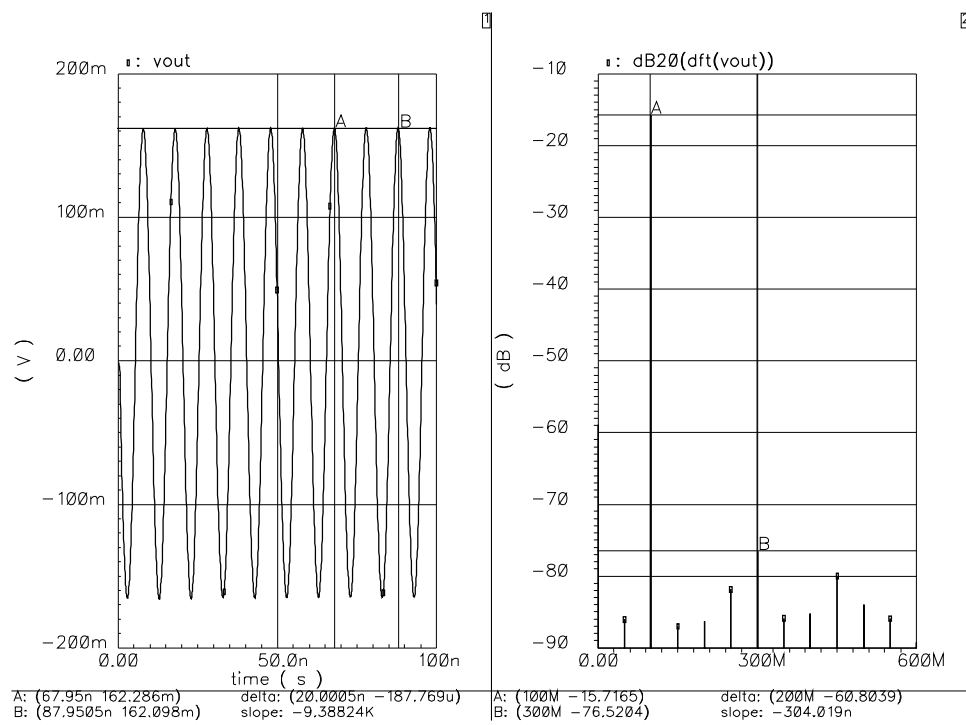 1
: vout
200m
100m
0.00
-100m
-200m
( V )
A
B
0.00
50.0n
100n
time ( s )
A: (67.95n 162.286m)
delta: (20.0005n -187.769u)
B: (87.9505n 162.098m)
slope: -9.38824K
2
: dB20(dft(vout))
-10
-20
-30
-40
-50
-60
-70
-80
-90
( dB )
A
B
0.00
300M
600M
A: (100M -15.7165)
delta: (200M -60.8039)
B: (300M -76.5204)
slope: -304.019n